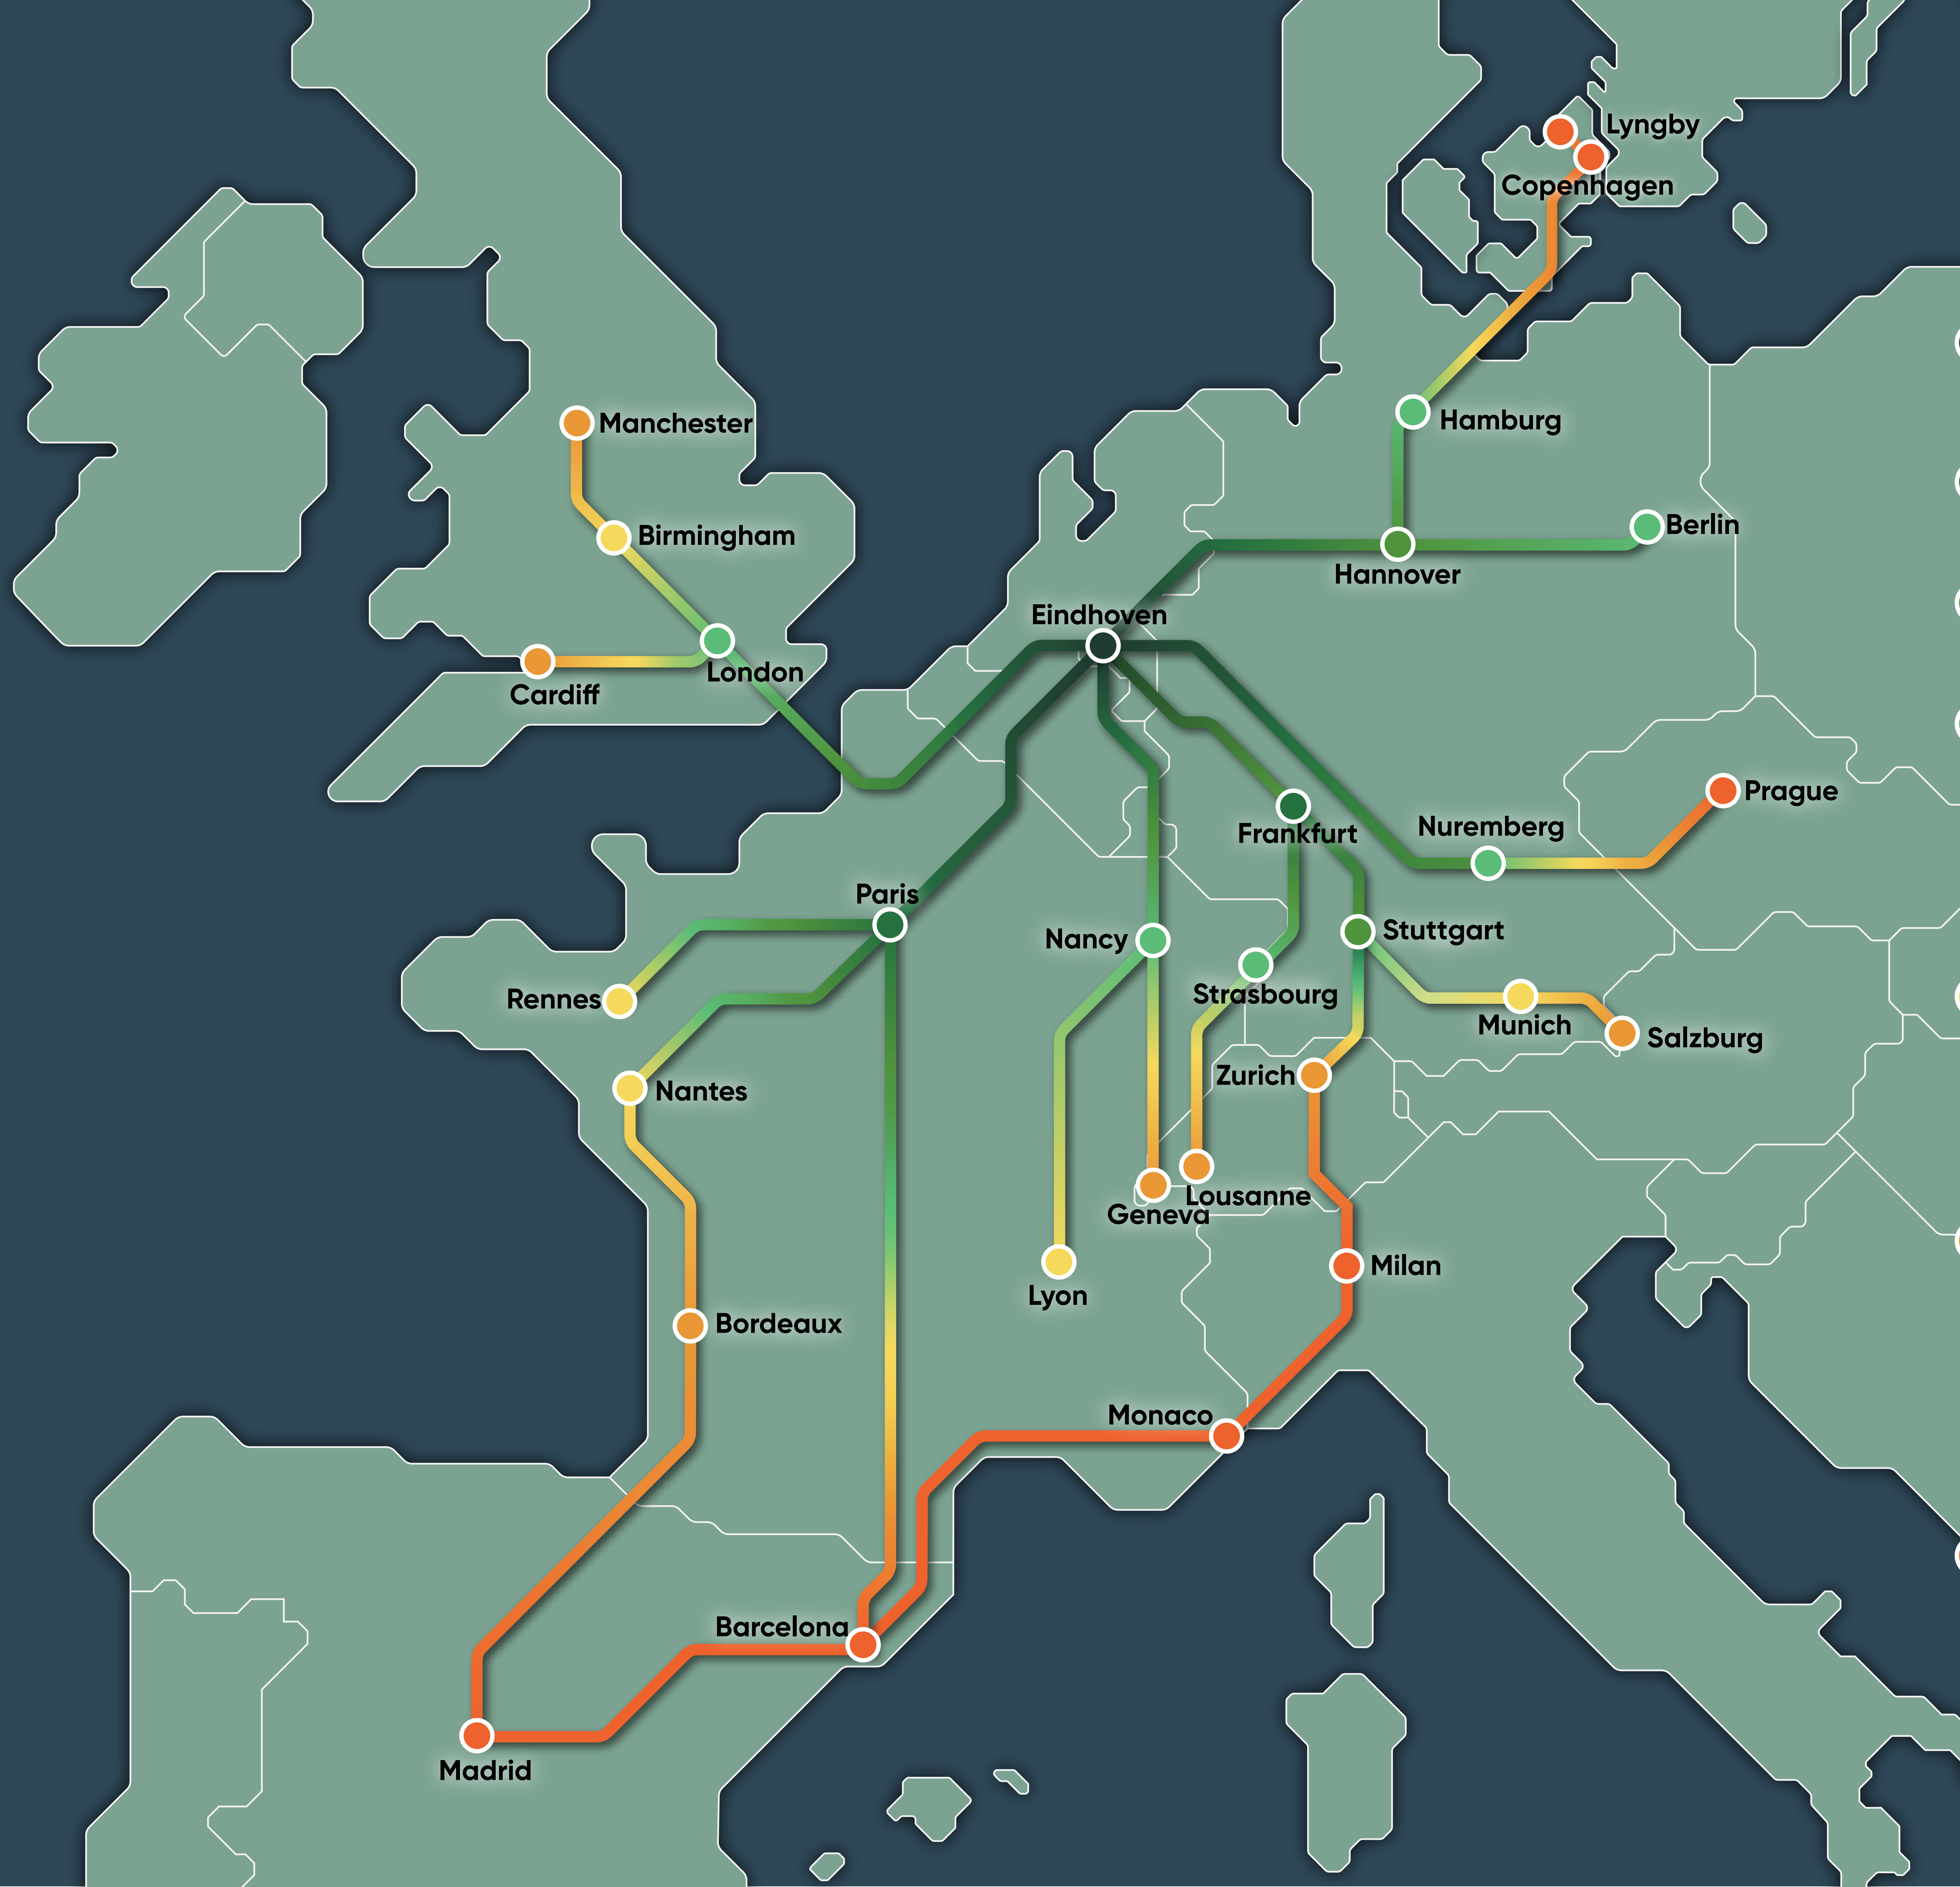 Lyngby
Copenhagen
Manchester
Hamburg
Birmingham
Berlin
Hannover
Eindhoven
London
Cardiff
Prague
Nuremberg
Frankfurt
Paris
Nancy
Stuttgart
Rennes
Strasbourg
Munich
Salzburg
Zurich
Nantes
Lousanne
Geneva
Milan
Lyon
Bordeaux
Monaco
Barcelona
Madrid